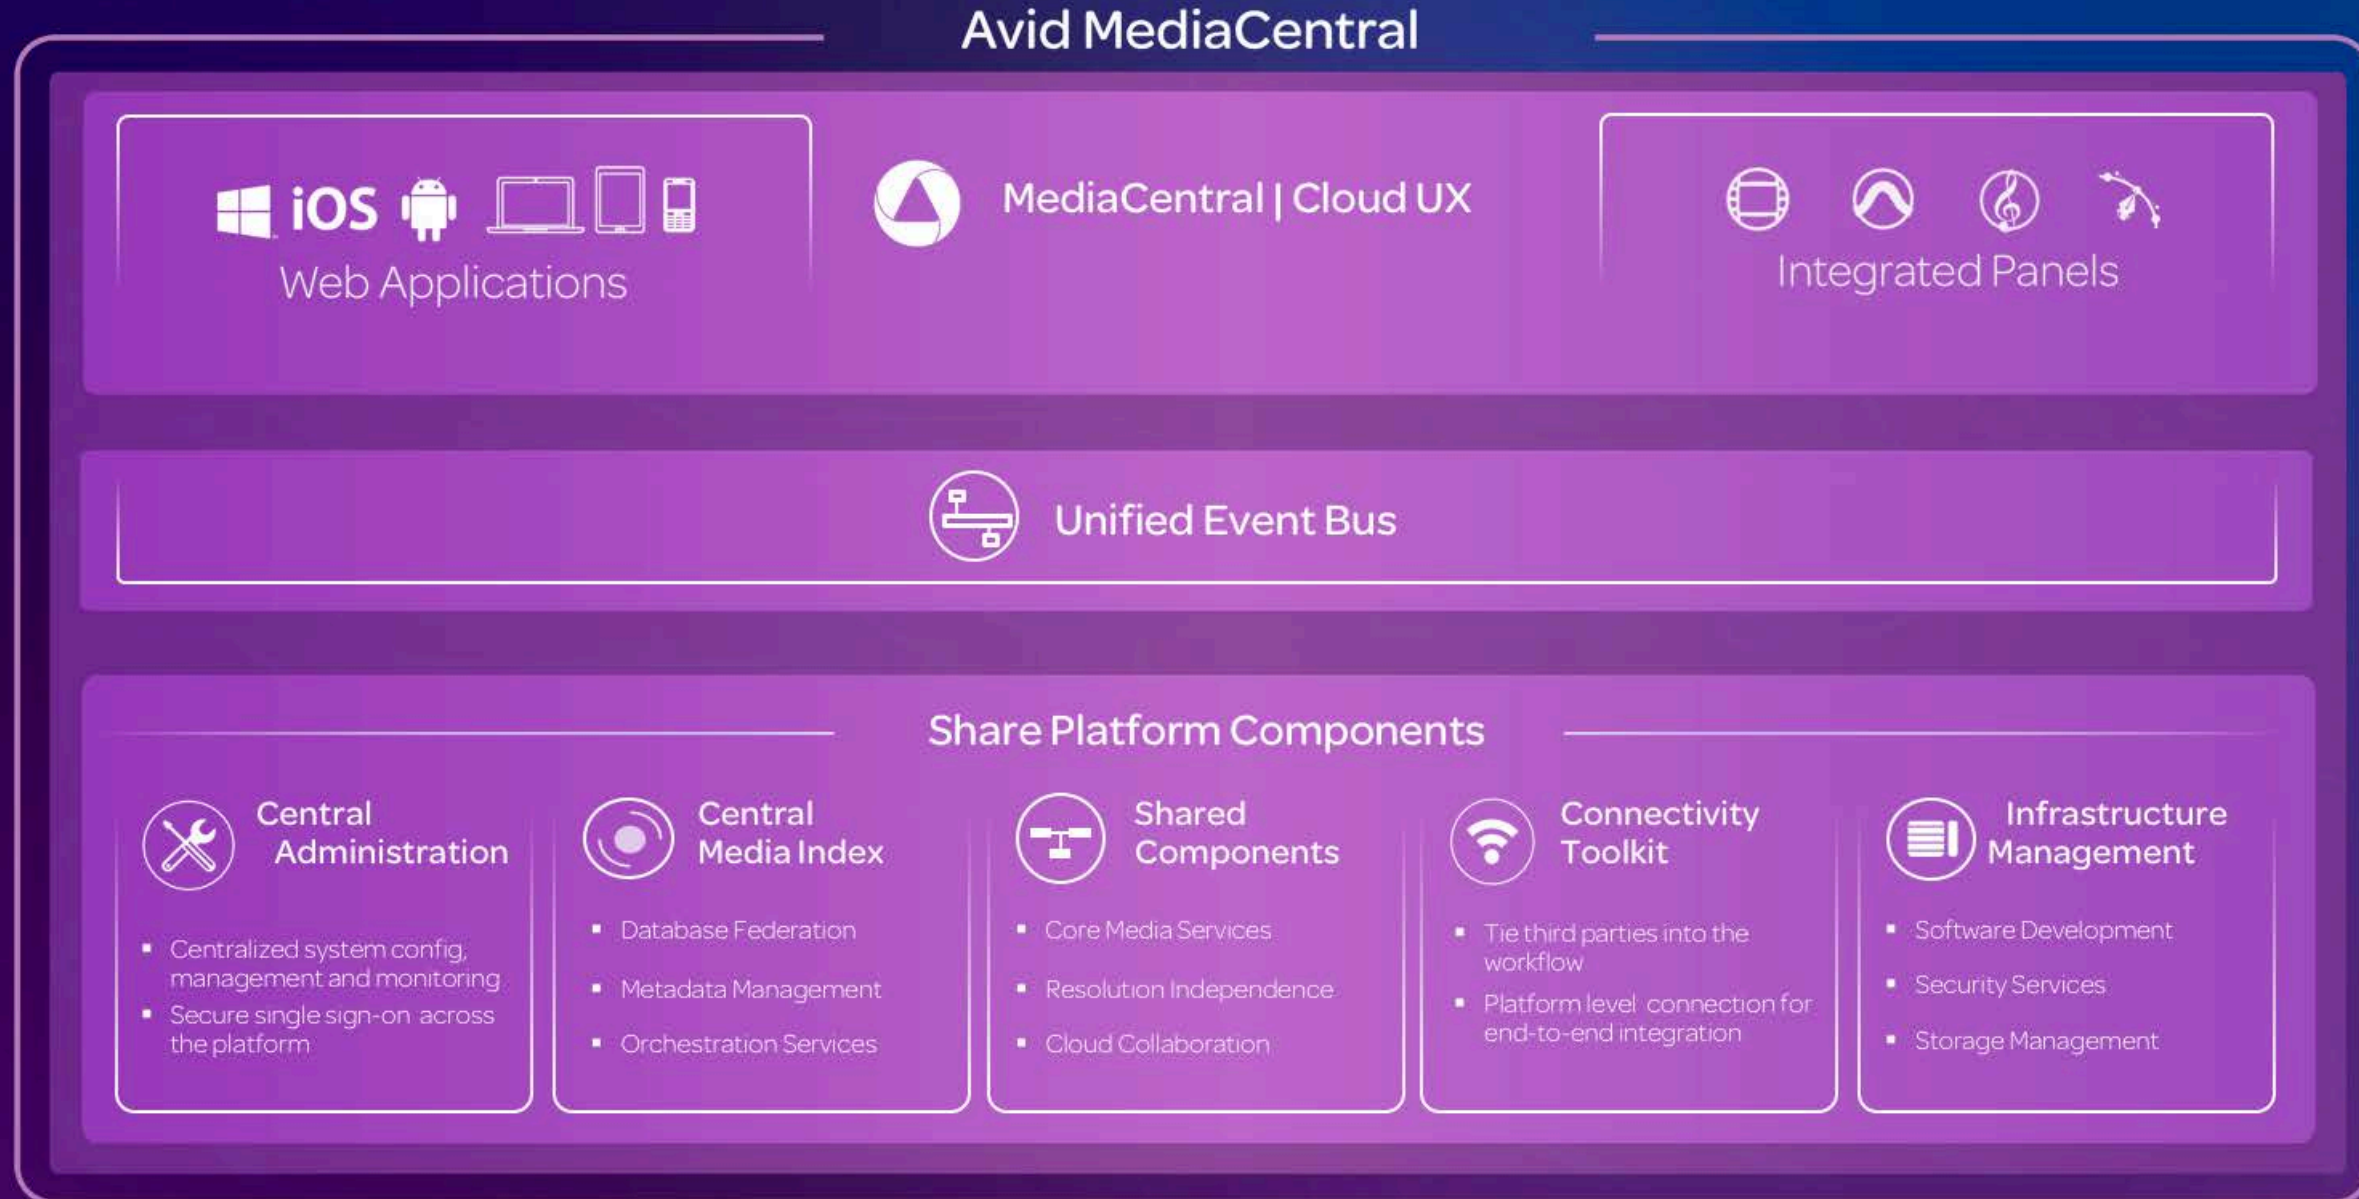 Avid MediaCentral
iOS
Web Applications
MediaCentral | Cloud UX
Integrated Panels
Unified Event Bus
Share Platform Components
Central
Administration
▪ Centralized system config,
management and monitoring
▪ Secure single sign-on across
the platform
Central
Media Index
▪ Database Federation
▪ Metadata Management
▪ Orchestration Services
Shared
Components
▪ Core Media Services
▪ Resolution Independence
▪ Cloud Collaboration
Connectivity
Toolkit
▪ Tie third parties into the
workflow
▪ Platform level connection for
end-to-end integration
Infrastructure
Management
▪ Software Development
▪ Security Services
▪ Storage Management